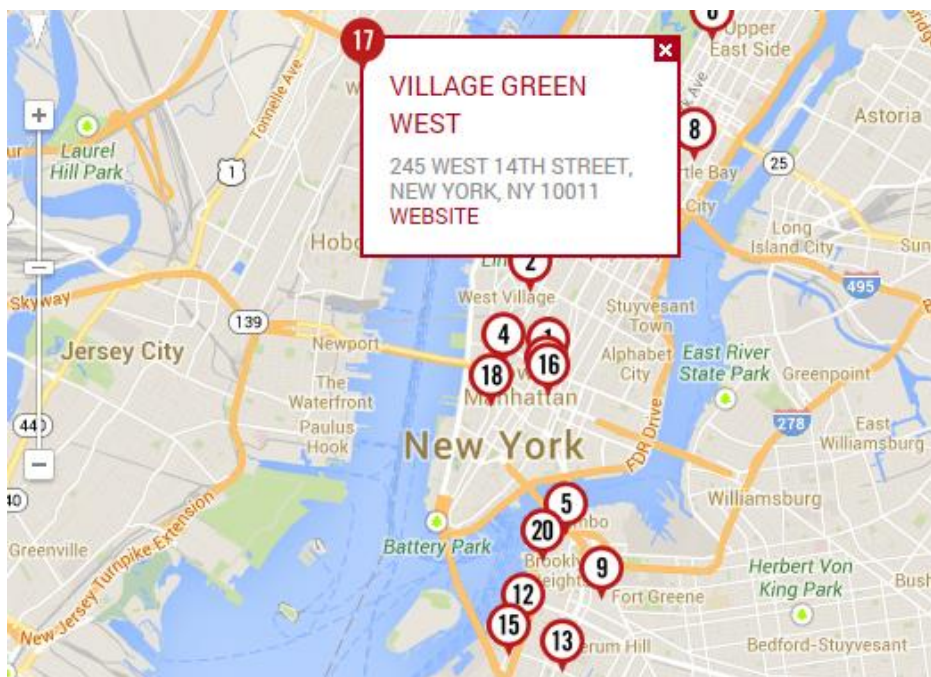 6
Upper
East Side
17
VILLAGE GREEN
WEST
245 WEST 14TH STREET,
NEW YORK, NY 10011
WEBSITE
Tonnelle Ave
Astoria
8
Laurel
Hill Park
1
25
City
Long
Island City
2
495
Skyway
West Village
Stuyvesant
Town
139
4
1
Newport
Jersey City
16
18
Alphabet
City
East River
State Park
Greenpoint
The
Waterfront
Manhattan
Paulus
Hook
New York
FDR Drive
278
East
Williamsburg
440
5
Williamsburg
20
Battery Park
Greenville
9
Fort Greene
Herbert Von
King Park
New Jersey Turnpike Extension
12
15
13
Bedford-Stuyvesant